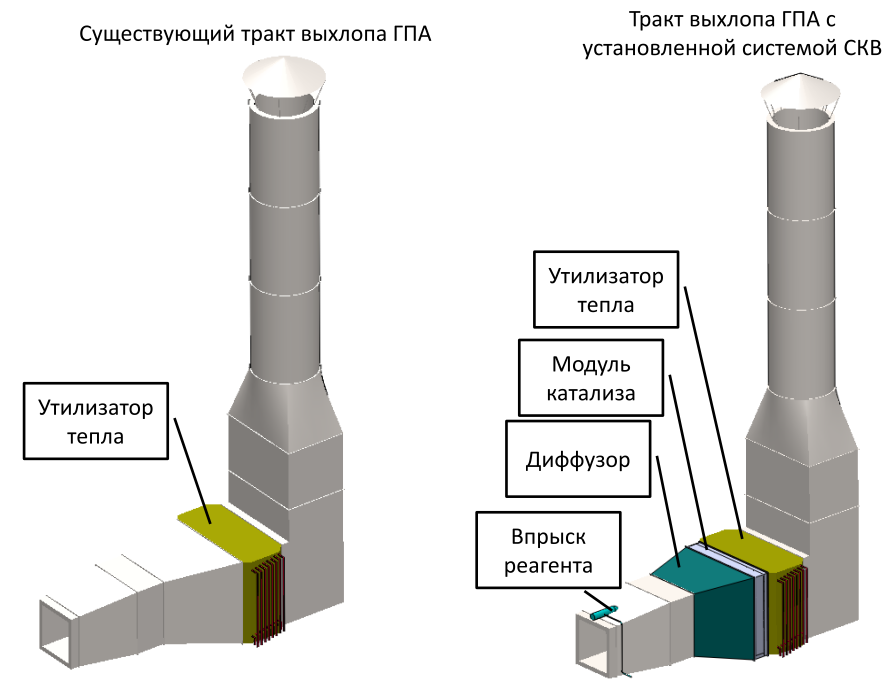 Существующий тракт выхлопа ГПА
Тракт выхлопа ГПА с
установленной системой СКВ
Утилизатор
тепла
Утилизатор
тепла
Модуль
катализа
Диффузор
Впрыск
реагента